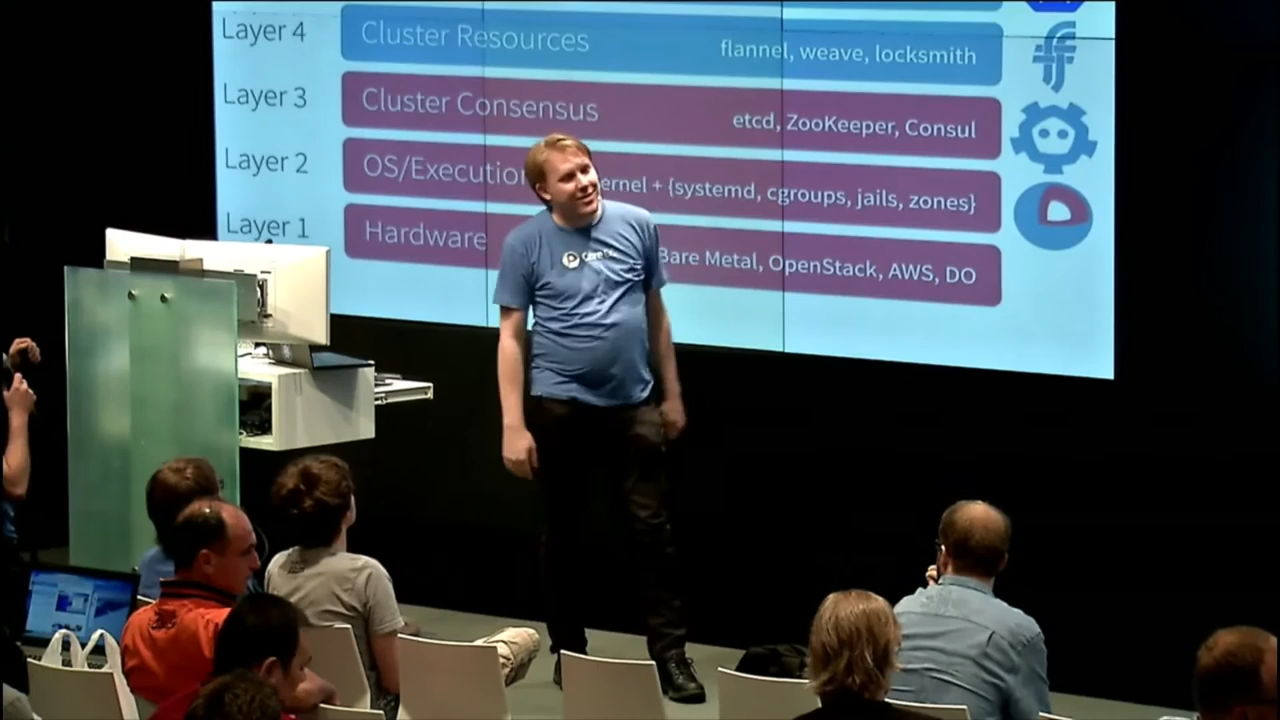 Layer 4 Cluster Resources flannel, weave, locksmith
Layer 3 Cluster Consensus etcd, ZooKeeper, Consul
Layer 2 OS/Execution ernel + {systemd, cgroups, jails, zones}
Layer 1 Hardware Bare Metal, OpenStack, AWS, DO